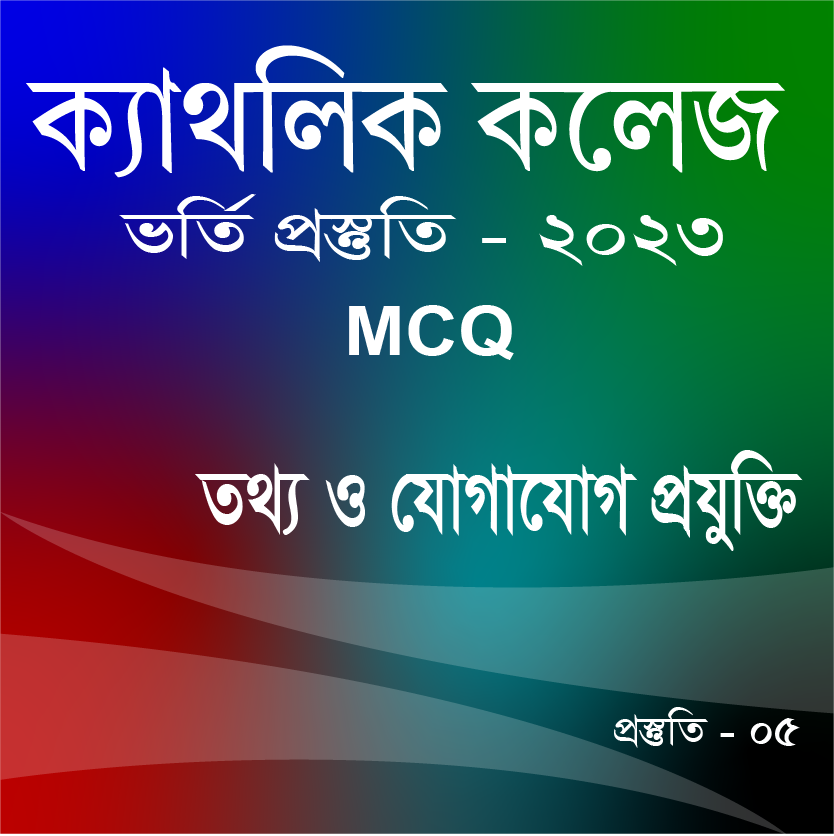 ক্যাথলিক কলেজ
ভর্তি প্রস্তুতি - ২০২৩
MCQ
তথ্য ও যোগাযোগ প্রযুক্তি
প্রস্তুতি - ০৫